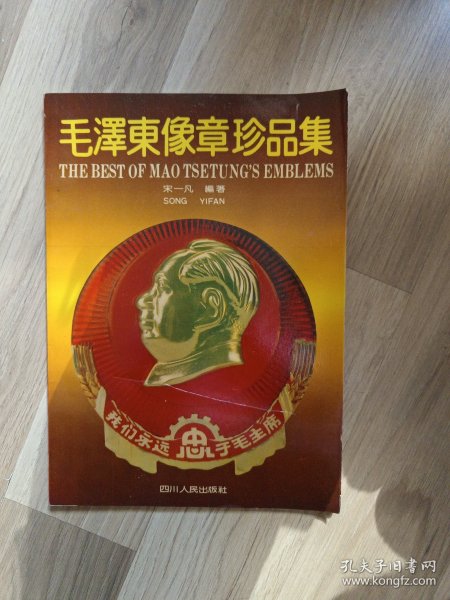 毛澤東像章珍品集
THE BEST OF MAO TSETUNG'S EMBLEMS
宋一凡 編著
SONG YIFAN
我们永远忠于毛主席
四川人民出版社
孔夫子旧书网
www.kongfz.com